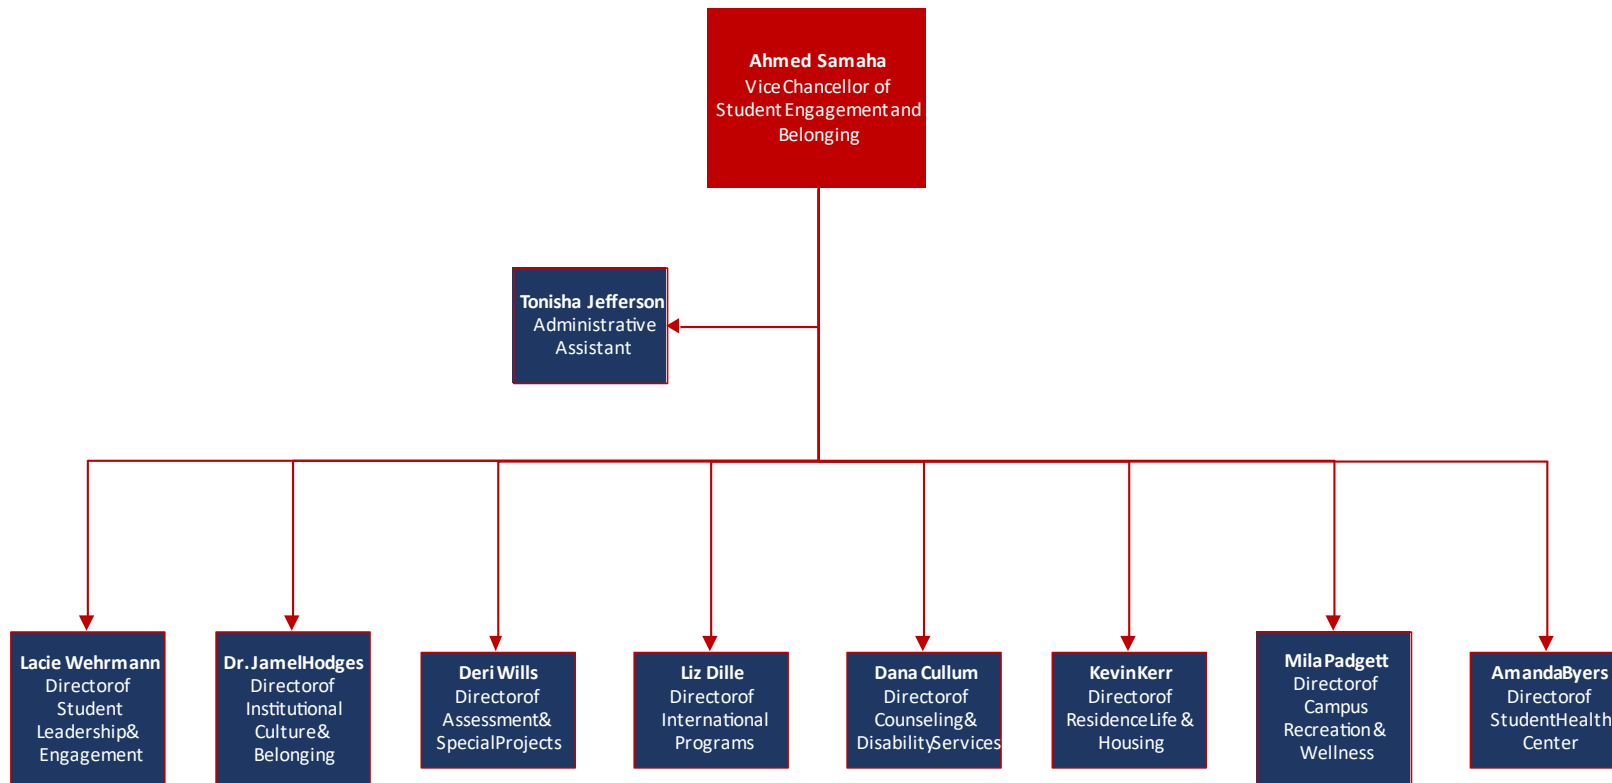 Ahmed Samaha
Vice Chancellor of
Student Engagement and
Belonging
Tonisha Jefferson
Administrative
Assistant
Lacie Wehrmann
Director of
Student
Leadership &
Engagement
Dr. Jamel Hodges
Director of
Institutional
Culture &
Belonging
Deri Wills
Director of
Assessment &
Special Projects
Liz Dille
Director of
International
Programs
Dana Cullum
Director of
Counseling &
Disability Services
Kevin Kerr
Director of
Residence Life &
Housing
Mila Padgett
Director of
Campus
Recreation &
Wellness
Amanda Byers
Director of
Student Health
Center